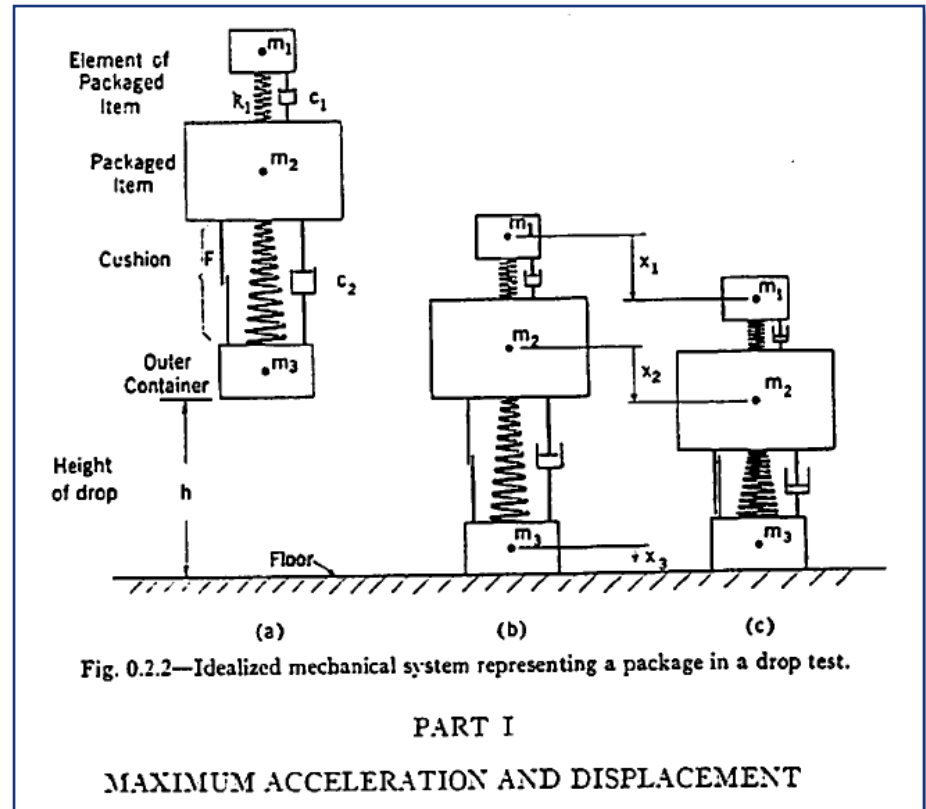 m₁
Element of
Packaged
Item
k₁
c₁
Packaged
Item
m₂
Cushion
F
c₂
Outer
Container
m₃
Height
of drop
h
Floor
m₁
m₂
m₃
x₁
x₂
x₃
m₁
m₂
m₃
(a)
(b)
(c)
Fig. 0.2.2—Idealized mechanical system representing a package in a drop test.
PART I
MAXIMUM ACCELERATION AND DISPLACEMENT